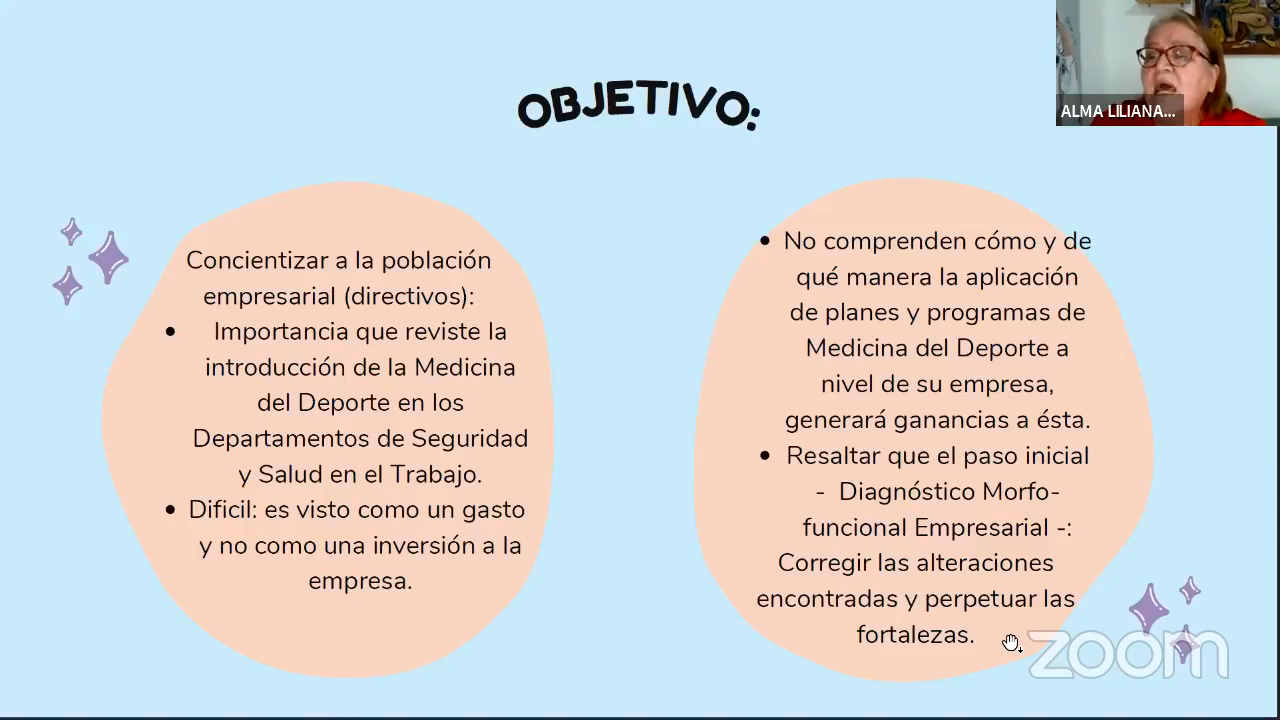 OBJETIVO:
ALMA LILIANA...
Concientizar a la población
empresarial (directivos):
• Importancia que reviste la
introducción de la Medicina
del Deporte en los
Departamentos de Seguridad
y Salud en el Trabajo.
• Dificil: es visto como un gasto
y no como una inversión a la
empresa.
• No comprenden cómo y de
qué manera la aplicación
de planes y programas de
Medicina del Deporte a
nivel de su empresa,
generará ganancias a ésta.
• Resaltar que el paso inicial
- Diagnóstico Morfo-
funcional Empresarial -:
Corregir las alteraciones
encontradas y perpetuar las
fortalezas.
zoom